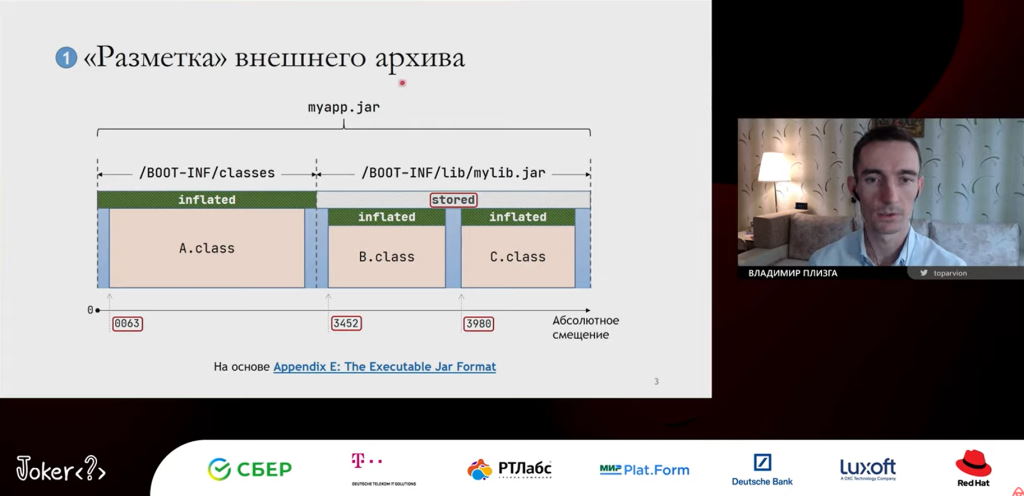 1 «Разметка» внешнего архива
myapp.jar
/BOOT-INF/classes
/BOOT-INF/lib/mylib.jar
inflated
stored
inflated
inflated
A.class
B.class
C.class
0
0063
3452
3980
Абсолютное
смещение
На основе Appendix E: The Executable Jar Format
3
ВЛАДИМИР ПЛИЗГА
toparvion
Joker<?>
СБЕР
T
DEUTSCHE TELEKOM IT SOLUTIONS
РТЛабс
ГРУППА КОМПАНИЙ
МИР Plat.Form
Deutsche Bank
Luxoft
A DXC Technology Company
Red Hat